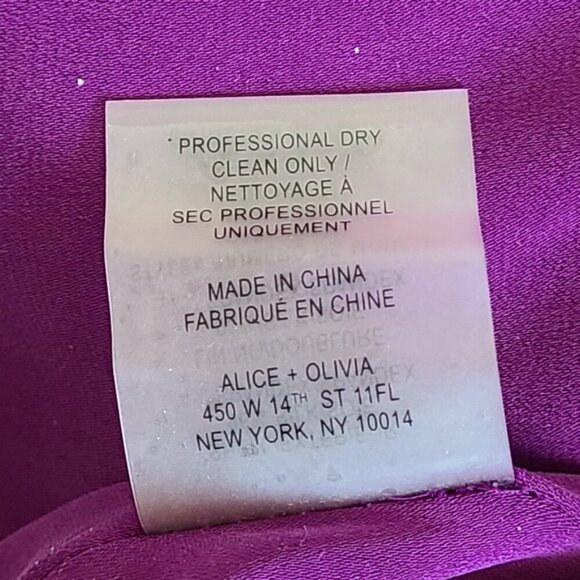 PROFESSIONAL DRY
CLEAN ONLY /
NETTOYAGE À
SEC PROFESSIONNEL
UNIQUEMENT
MADE IN CHINA
FABRIQUÉ EN CHINE
ALICE + OLIVIA
450 W 14TH ST 11FL
NEW YORK, NY 10014